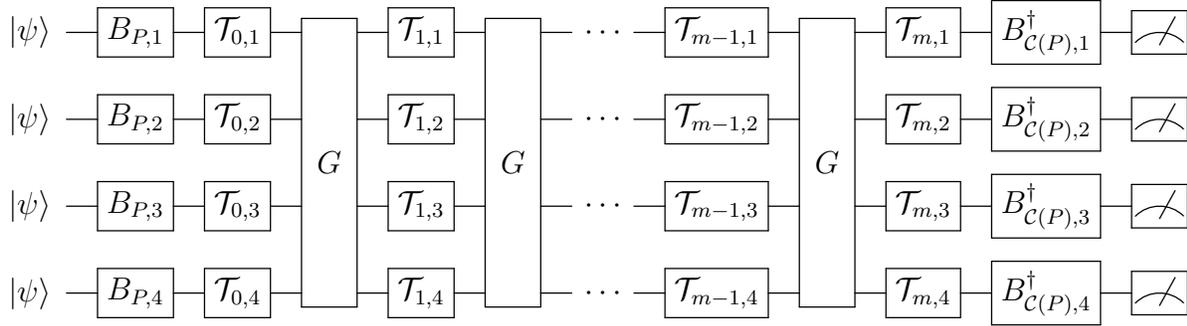 |ψ⟩ B_{P,1} 𝒯_{0,1} 𝒯_{1,1} ⋯ 𝒯_{m−1,1} 𝒯_{m,1} B^†_{𝒞(P),1}
|ψ⟩ B_{P,2} 𝒯_{0,2} 𝒯_{1,2} ⋯ 𝒯_{m−1,2} 𝒯_{m,2} B^†_{𝒞(P),2}
G G G
|ψ⟩ B_{P,3} 𝒯_{0,3} 𝒯_{1,3} ⋯ 𝒯_{m−1,3} 𝒯_{m,3} B^†_{𝒞(P),3}
|ψ⟩ B_{P,4} 𝒯_{0,4} 𝒯_{1,4} ⋯ 𝒯_{m−1,4} 𝒯_{m,4} B^†_{𝒞(P),4}